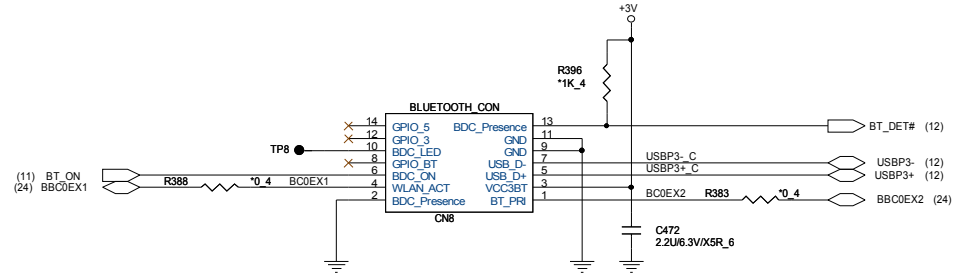 +3V
R396
*1K_4
BLUETOOTH_CON
14 GPIO_5 BDC_Presence 13 BT_DET# (12)
12 GPIO_3 GND 11
TP8 10 BDC_LED GND 9
8 GPIO_BT USB_D- 7 USBP3-_C USBP3- (12)
(11) BT_ON 6 BDC_ON USB_D+ 5 USBP3+_C USBP3+ (12)
(24) BBC0EX1 R388 *0_4 BC0EX1 4 WLAN_ACT VCC3BT 3
2 BDC_Presence BT_PRI 1 BC0EX2 R383 *0_4 BBC0EX2 (24)
CN8
C472
2.2U/6.3V/X5R_6